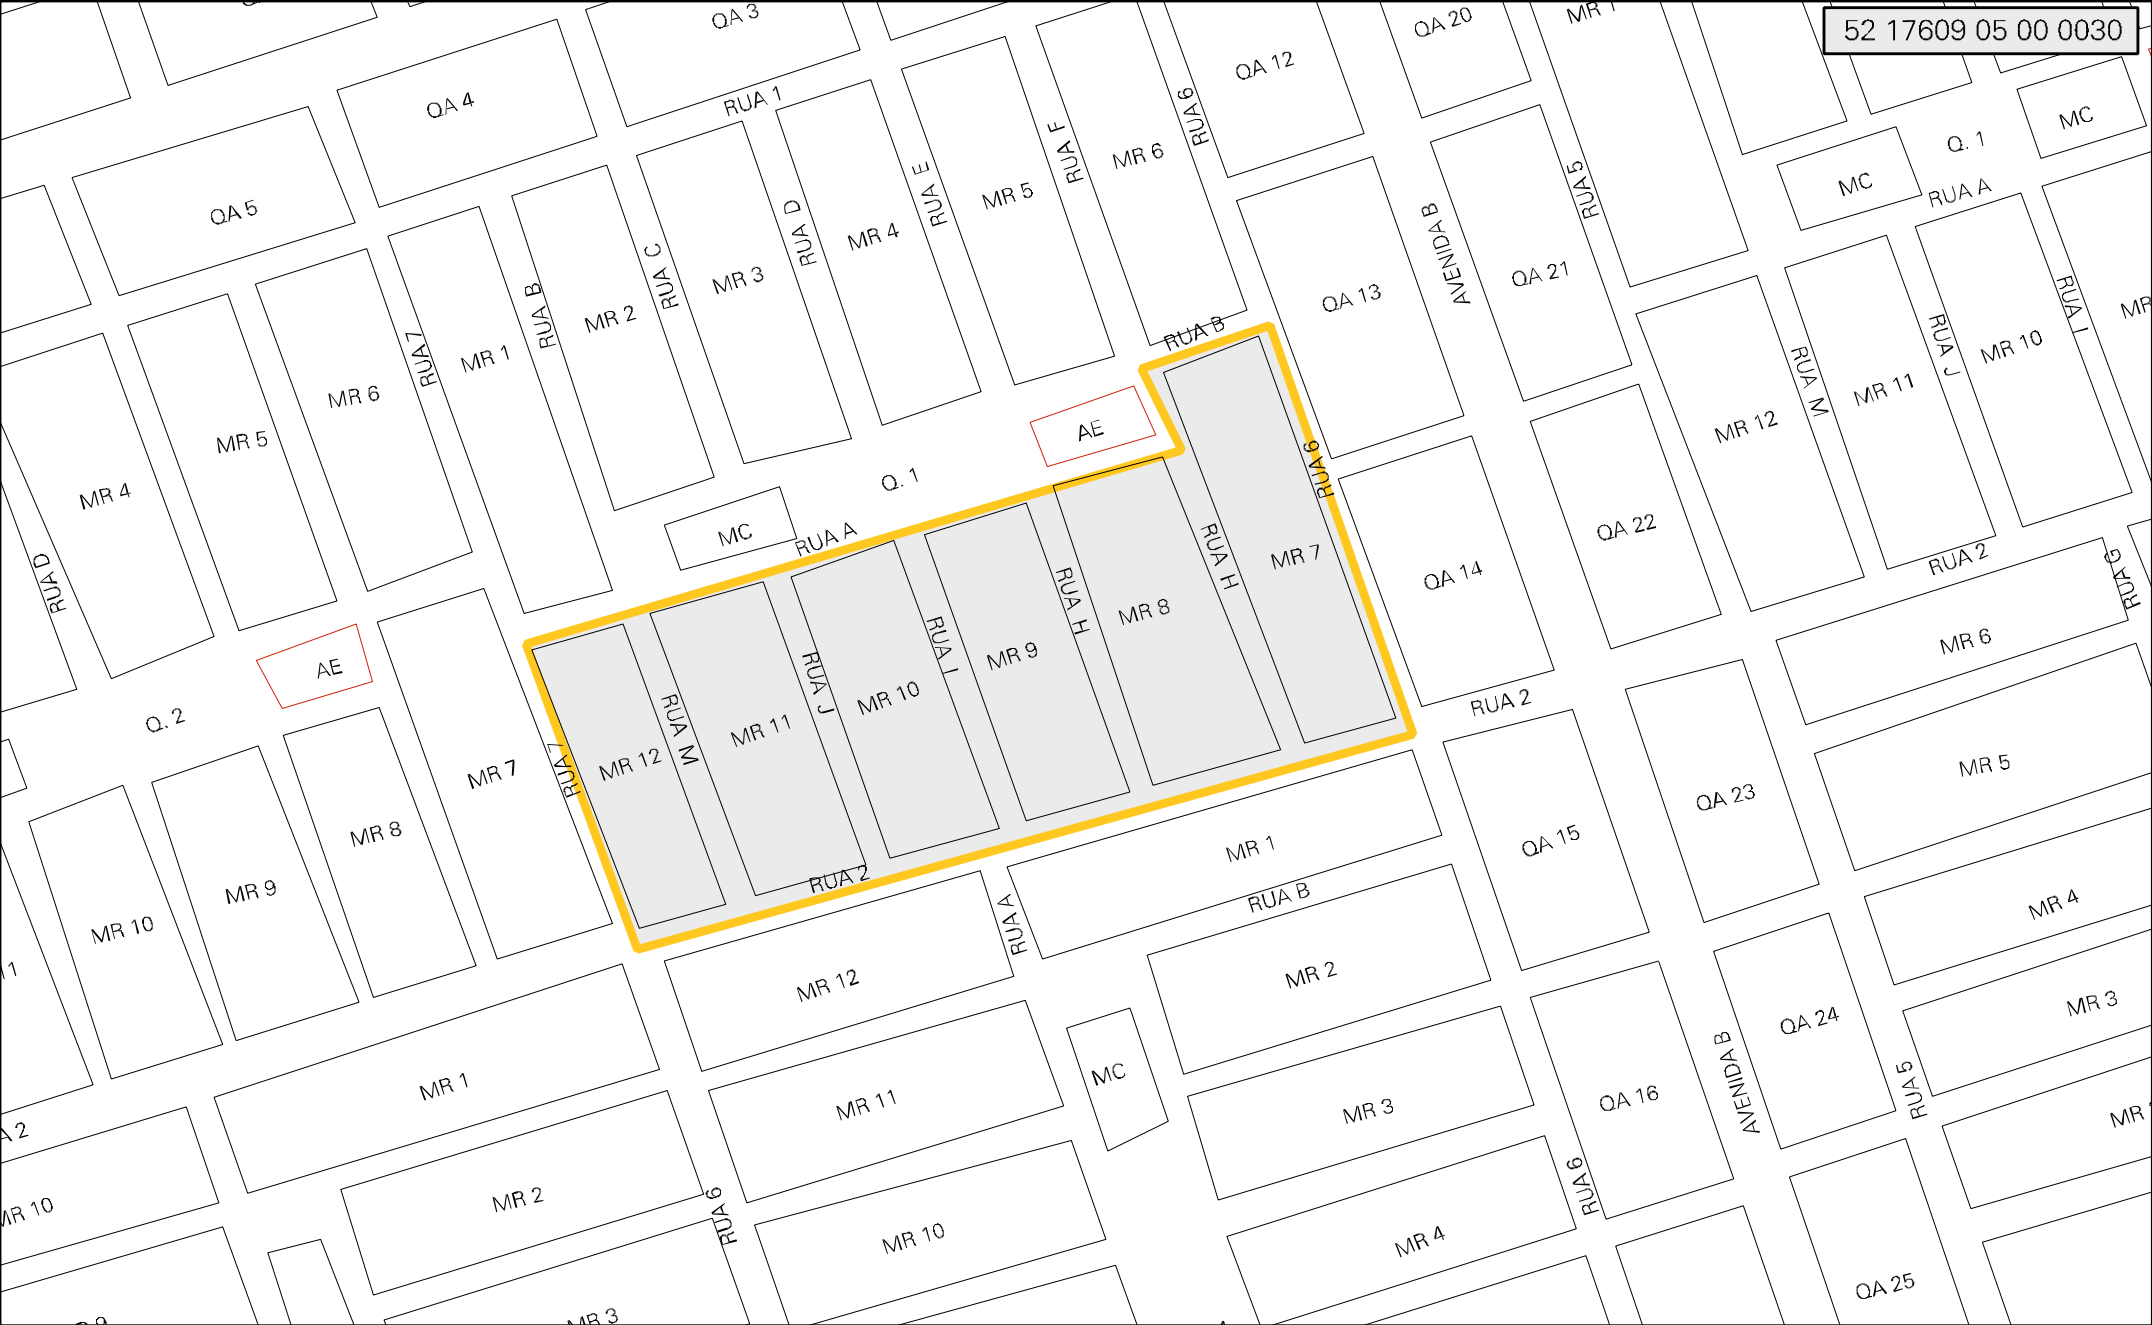 52 17609 05 00 0030
QA 3
QA 20
QA 12
QA 4
RUA 1
RUA 6
MC
Q. 1
MC
RUA A
QA 5
MR 6
RUA F
MR 5
RUA E
MR 4
RUA D
MR 3
RUA C
MR 2
RUA B
MR 1
RUA 7
MR 6
MR 5
MR 4
RUA D
RUA 5
AVENIDA B
QA 21
QA 13
RUA I
RUA J
MR 10
RUA M
MR 11
MR 12
RUA B
AE
Q. 1
MC
RUA A
RUA 6
QA 22
QA 14
RUA 2
RUA G
MR 7
RUA H
MR 8
RUA H
MR 9
RUA I
MR 10
RUA J
MR 11
RUA M
MR 12
RUA 7
RUA 2
AE
Q. 2
MR 7
MR 8
MR 9
MR 10
RUA 2
MR 6
MR 5
QA 23
QA 15
MR 1
RUA B
RUA A
MR 12
MR 2
MR 4
MR 3
QA 24
AVENIDA B
RUA 5
QA 16
MC
MR 11
MR 3
MR 1
MR 2
RUA 6
MR 10
MR 4
RUA 6
QA 25
MR 10
MR 3